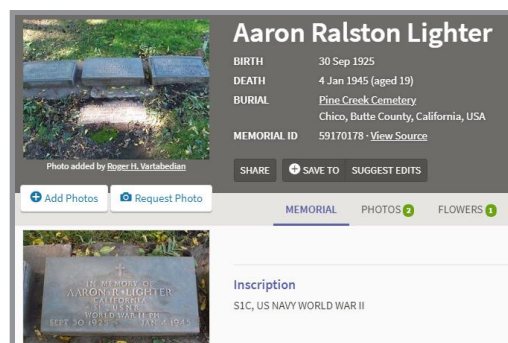 Aaron Ralston Lighter
BIRTH 30 Sep 1925
DEATH 4 Jan 1945 (aged 19)
BURIAL Pine Creek Cemetery
Chico, Butte County, California, USA
MEMORIAL ID 59170178 · View Source
Photo added by Roger H. Vartabedian
SHARE SAVE TO SUGGEST EDITS
Add Photos Request Photo
MEMORIAL PHOTOS 2 FLOWERS 1
IN MEMORY OF
AARON R LIGHTER
CALIFORNIA
S1 USNR
WORLD WAR II PH
SEPT 30 1925 JAN 4 1945
Inscription
S1C, US NAVY WORLD WAR II